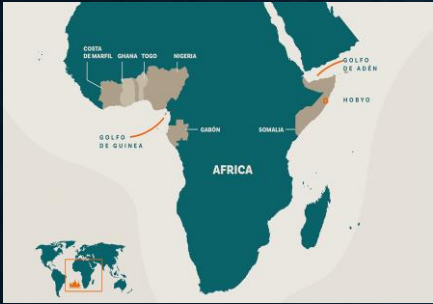 COSTA
DE MARFIL
GHANA
TOGO
NIGERIA
GOLFO
DE ADÉN
HOBYO
GOLFO
DE GUINEA
GABÓN
SOMALIA
AFRICA